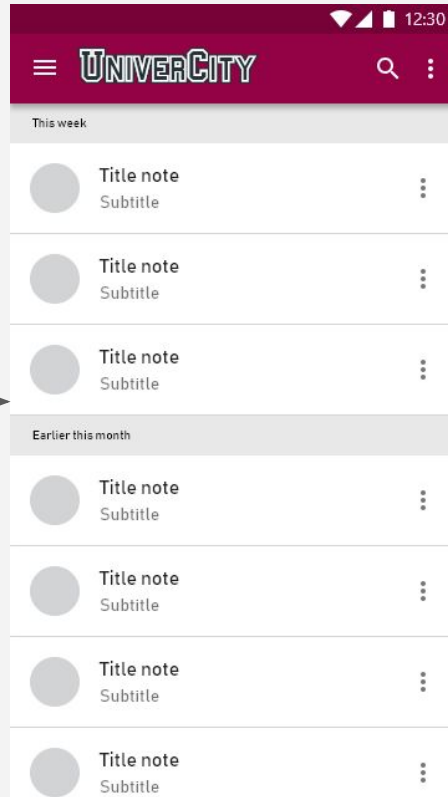 12:30
UniverCity
This week
Title note
Subtitle
Title note
Subtitle
Title note
Subtitle
Earlier this month
Title note
Subtitle
Title note
Subtitle
Title note
Subtitle
Title note
Subtitle